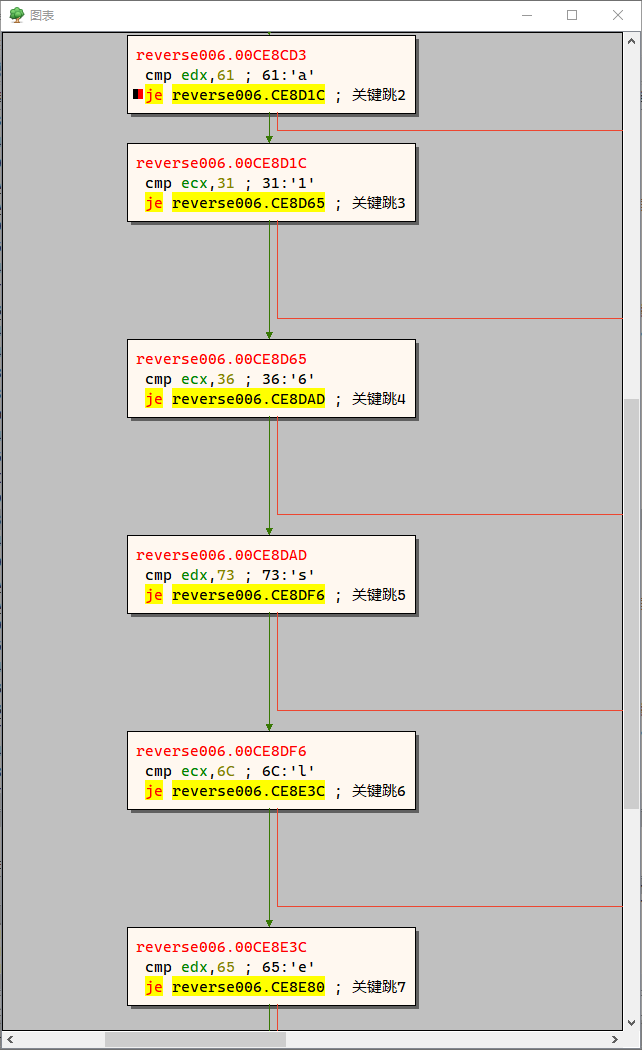 图表
reverse006.00CE8CD3
cmp edx,61 ; 61:'a'
je reverse006.CE8D1C ; 关键跳2
reverse006.00CE8D1C
cmp ecx,31 ; 31:'1'
je reverse006.CE8D65 ; 关键跳3
reverse006.00CE8D65
cmp ecx,36 ; 36:'6'
je reverse006.CE8DAD ; 关键跳4
reverse006.00CE8DAD
cmp edx,73 ; 73:'s'
je reverse006.CE8DF6 ; 关键跳5
reverse006.00CE8DF6
cmp ecx,6C ; 6C:'l'
je reverse006.CE8E3C ; 关键跳6
reverse006.00CE8E3C
cmp edx,65 ; 65:'e'
je reverse006.CE8E80 ; 关键跳7